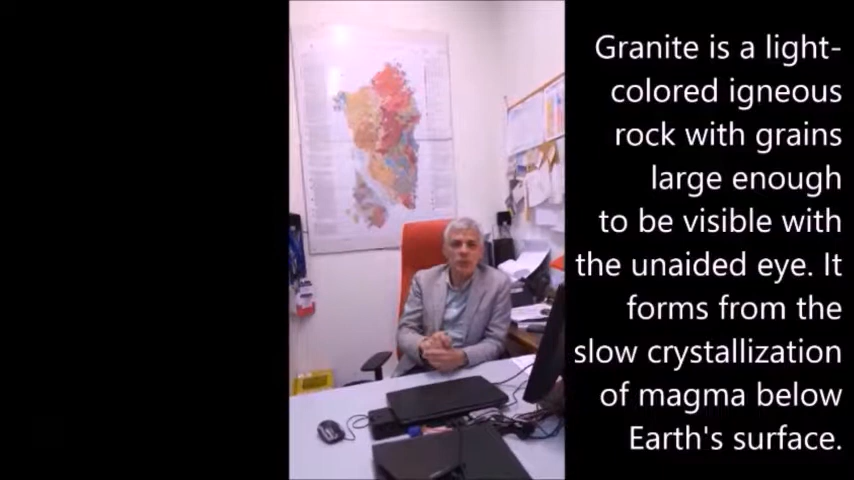 Granite is a light-
colored igneous
rock with grains
large enough
to be visible with
the unaided eye. It
forms from the
slow crystallization
of magma below
Earth's surface.